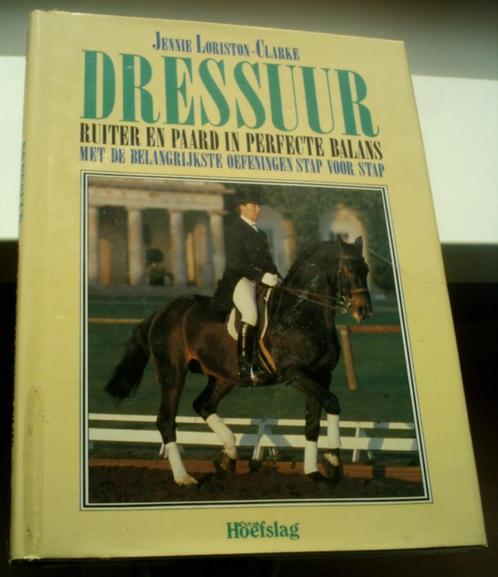 JENNIE LORISTON-CLARKE
DRESSUUR
RUITER EN PAARD IN PERFECTE BALANS
MET DE BELANGRIJKSTE OEFENINGEN STAP VOOR STAP
Hoefslag